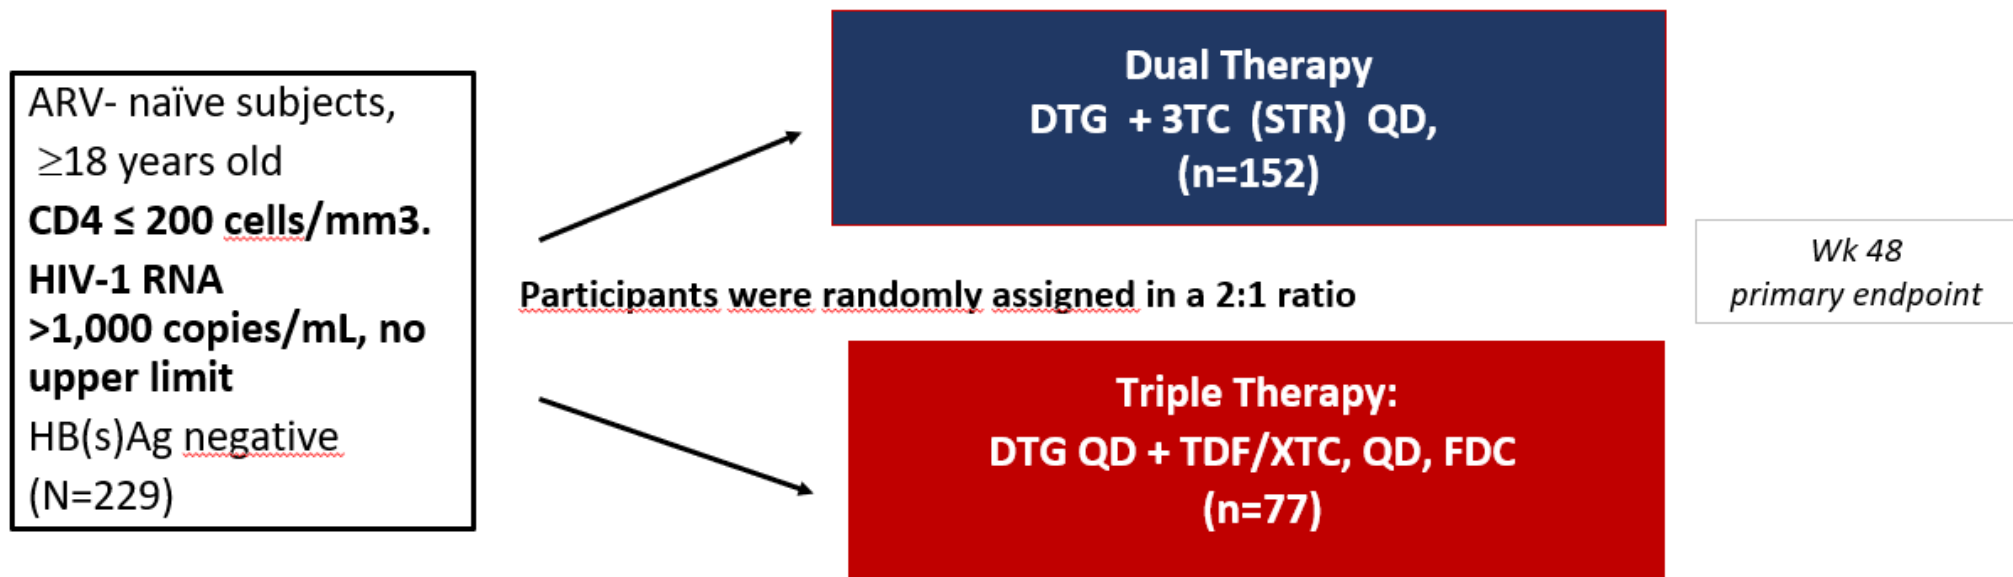 ARV- naïve subjects,
≥18 years old
CD4 ≤ 200 cells/mm3.
HIV-1 RNA
>1,000 copies/mL, no
upper limit
HB(s)Ag negative
(N=229)
Dual Therapy
DTG + 3TC (STR) QD,
(n=152)
Participants were randomly assigned in a 2:1 ratio
Triple Therapy:
DTG QD + TDF/XTC, QD, FDC
(n=77)
Wk 48
primary endpoint